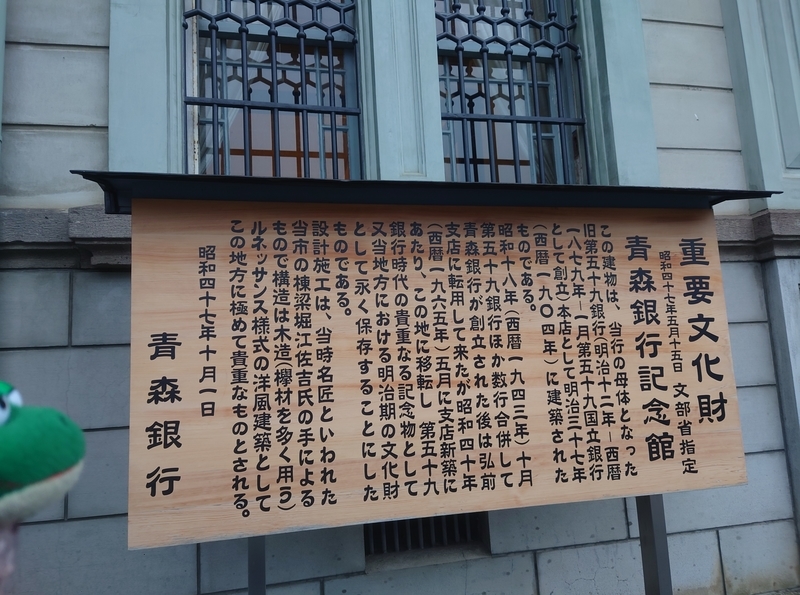 重要文化財
昭和四十七年五月十五日 文部省指定
青森銀行記念館
この建物は、当行の母体となった
旧第五十九銀行(明治十二年―西暦
一八七九年―一月第五十九国立銀行
として創立)本店として明治三十七年
(西暦一九〇四年)に建築された
ものである。
昭和十八年(西暦一九四三年)十月
第五十九銀行ほか数行合併して
青森銀行が創立された後は弘前
支店に転用して来たが昭和四十年
(西暦一九六五年)五月に支店新築に
あたり、この地に移転し 第五十九
銀行時代の貴重なる記念物として
又当地方における明治期の文化財
として永く保存することにした
ものである。
設計施工は、当時名匠といわれた
当市の棟梁堀江佐吉氏の手による
もので構造は木造(欅材を多く用う)
ルネッサンス様式の洋風建築として
この地方に極めて貴重なものとされる。
昭和四十七年十月一日
青森銀行